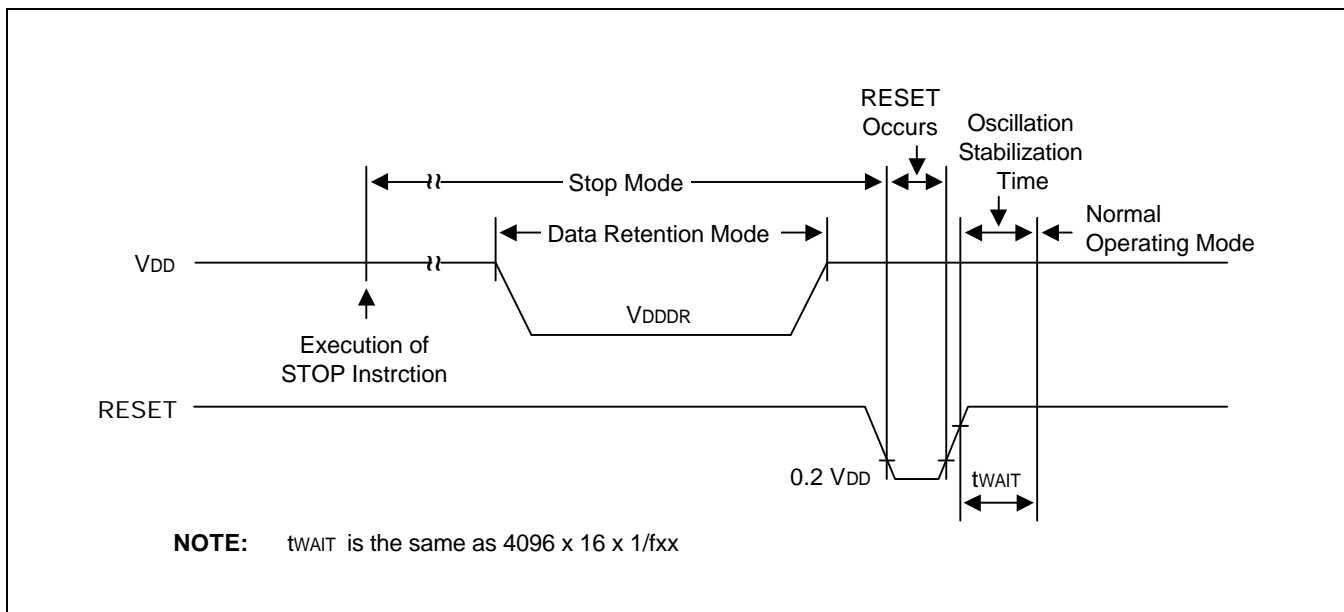 RESET
Occurs
Oscillation
Stabilization
Time
Stop Mode
Normal
Operating Mode
Data Retention Mode
VDD
VDDDR
Execution of
STOP Instrction
RESET
0.2 VDD
tWAIT
NOTE: tWAIT is the same as 4096 x 16 x 1/fxx